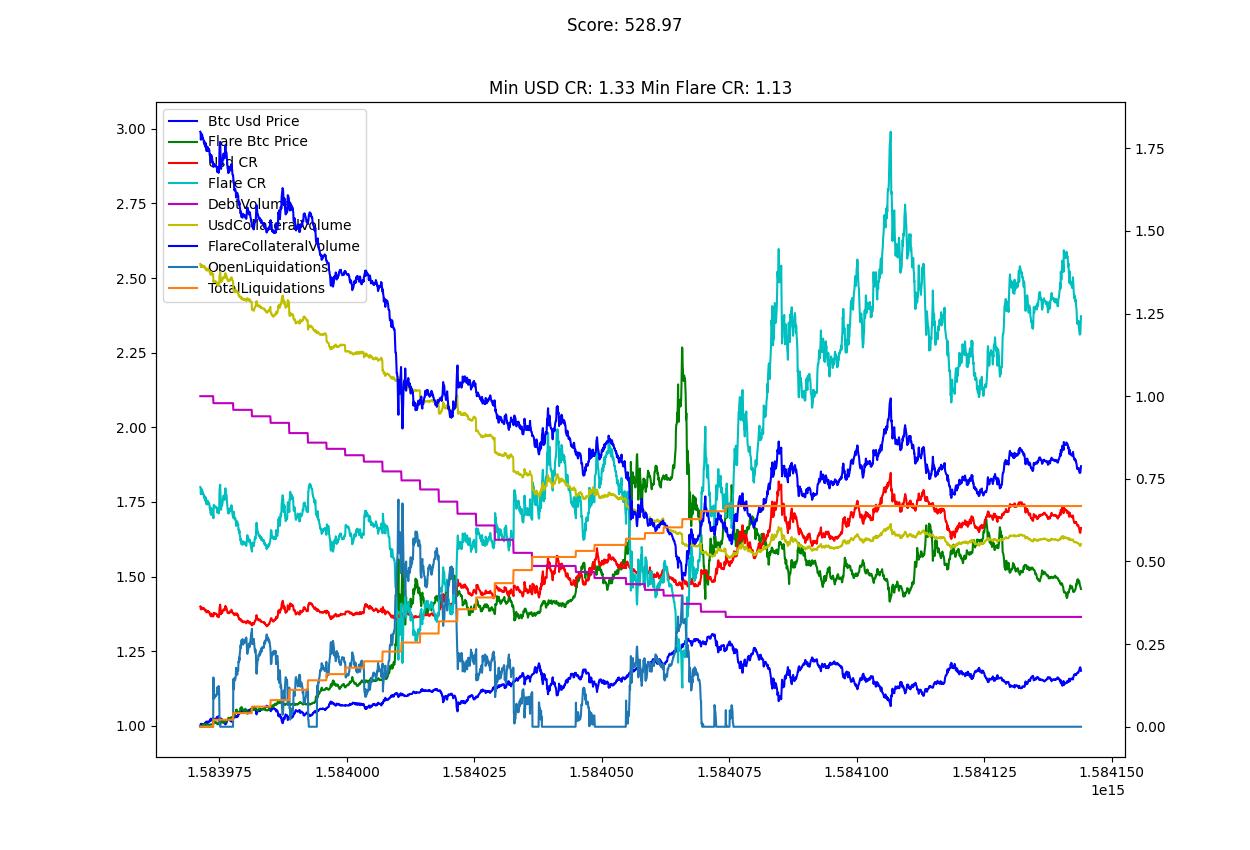 Score: 528.97
Min USD CR: 1.33 Min Flare CR: 1.13
Btc Usd Price
Flare Btc Price
Usd CR
Flare CR
DebtVolume
UsdCollateralVolume
FlareCollateralVolume
OpenLiquidations
TotalLiquidations
3.00
2.75
2.50
2.25
2.00
1.75
1.50
1.25
1.00
1.75
1.50
1.25
1.00
0.75
0.50
0.25
0.00
1.583975 1.584000 1.584025 1.584050 1.584075 1.584100 1.584125 1.584150
1e15